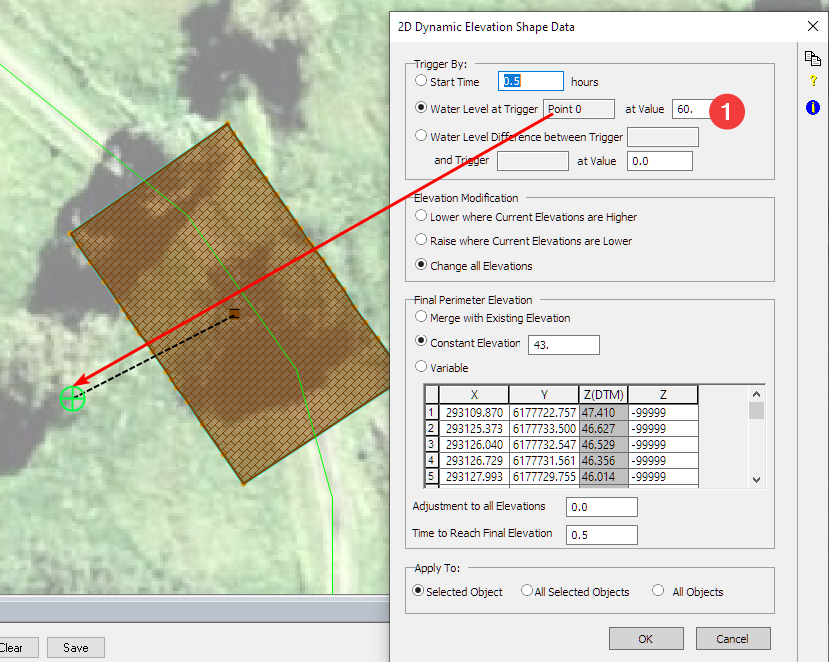 2D Dynamic Elevation Shape Data
Trigger By:
Start Time 0.5 hours
Water Level at Trigger Point 0 at Value 60. 1
Water Level Difference between Trigger
and Trigger at Value 0.0
Elevation Modification
Lower where Current Elevations are Higher
Raise where Current Elevations are Lower
Change all Elevations
Final Perimeter Elevation
Merge with Existing Elevation
Constant Elevation 43.
Variable
X Y Z(DTM) Z
1 293109.870 6177722.757 47.410 -99999
2 293125.373 6177733.500 46.627 -99999
3 293126.040 6177732.547 46.529 -99999
4 293126.729 6177731.561 46.356 -99999
5 293127.993 6177729.755 46.014 -99999
Adjustment to all Elevations 0.0
Time to Reach Final Elevation 0.5
Apply To:
Selected Object All Selected Objects All Objects
Clear Save OK Cancel